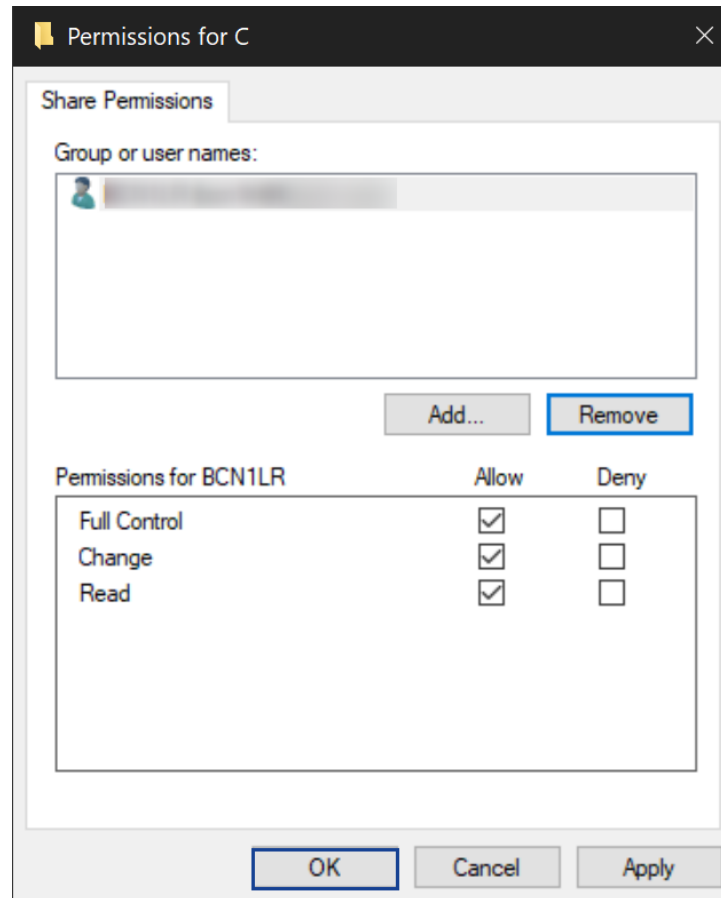 Permissions for C
Share Permissions
Group or user names:
Add...
Remove
Permissions for BCN1LR
Allow
Deny
Full Control
Change
Read
OK
Cancel
Apply